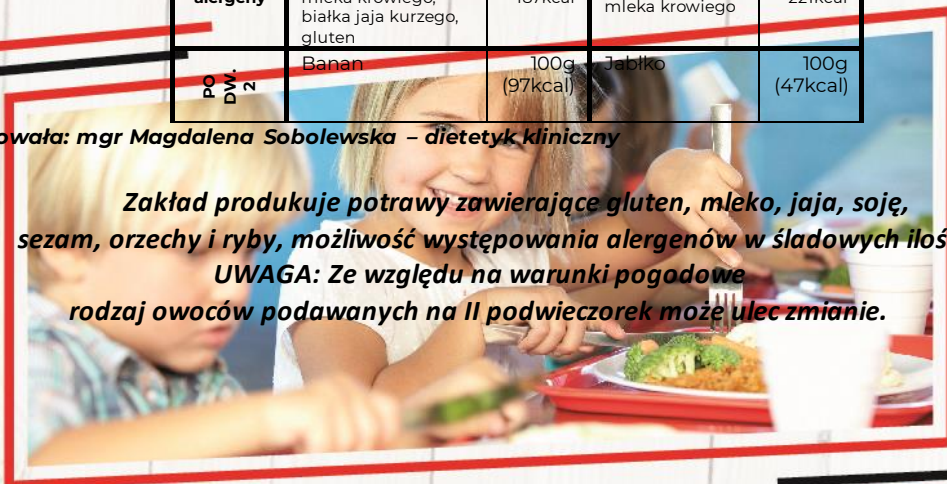 alergeny mleka krowiego, 187kcal mleka krowiego 221kcal
białka jaja kurzego,
gluten
PO DW. 2 Banan 100g Jabłko 100g
(97kcal) (47kcal)
owała: mgr Magdalena Sobolewska – dietetyk kliniczny
Zakład produkuje potrawy zawierające gluten, mleko, jaja, soję,
sezam, orzechy i ryby, możliwość występowania alergenów w śladowych iloś
UWAGA: Ze względu na warunki pogodowe
rodzaj owoców podawanych na II podwieczorek może ulec zmianie.